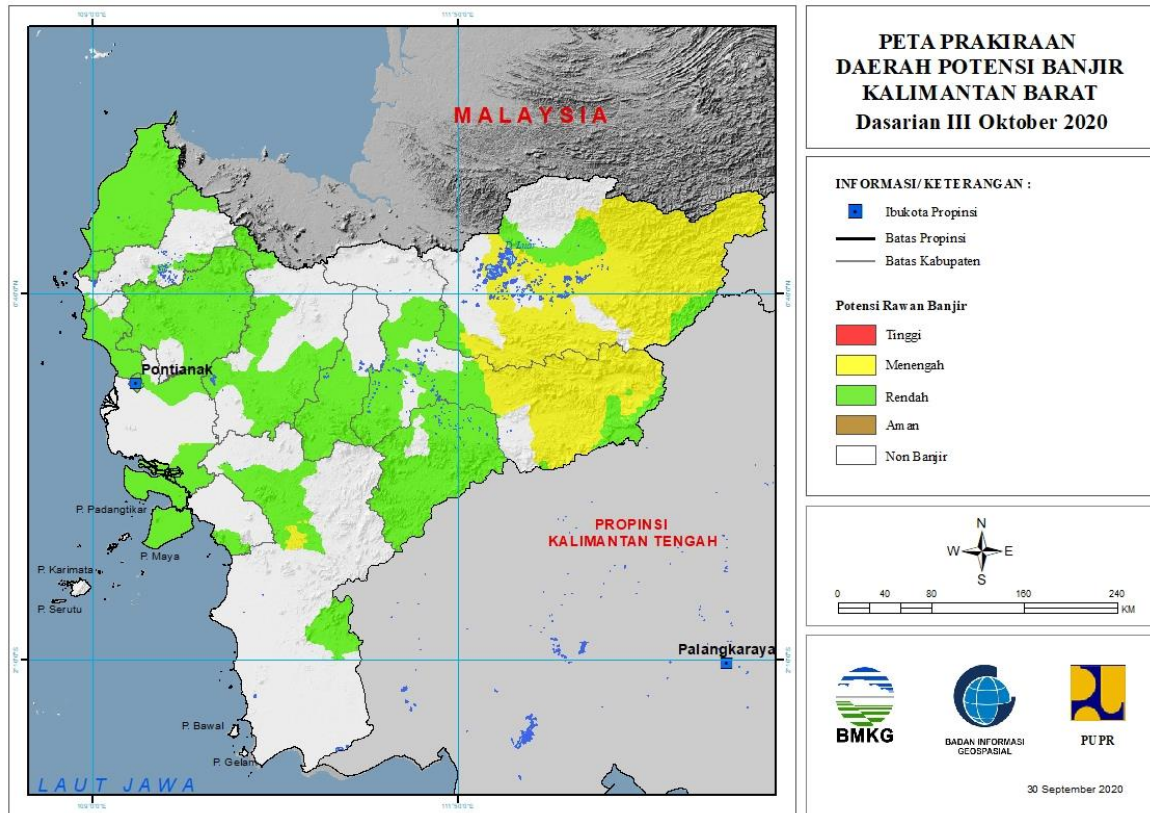 PETA PRAKIRAAN
DAERAH POTENSI BANJIR
KALIMANTAN BARAT
Dasarian III Oktober 2020
INFORMASI/ KETERANGAN :
Ibukota Propinsi
Batas Propinsi
Batas Kabupaten
Potensi Rawan Banjir
Tinggi
Menengah
Rendah
Aman
Non Banjir
N
W
E
S
0 40 80 160 240
KM
BMKG
BADAN INFORMASI
GEOSPASIAL
PUPR
30 September 2020
MALAYSIA
Pontianak
P. Padangtikar
P. Maya
P. Karimata
P. Serutu
PROPINSI
KALIMANTAN TENGAH
Palangkaraya
P. Bawal
P. Gelam
LAUT JAWA